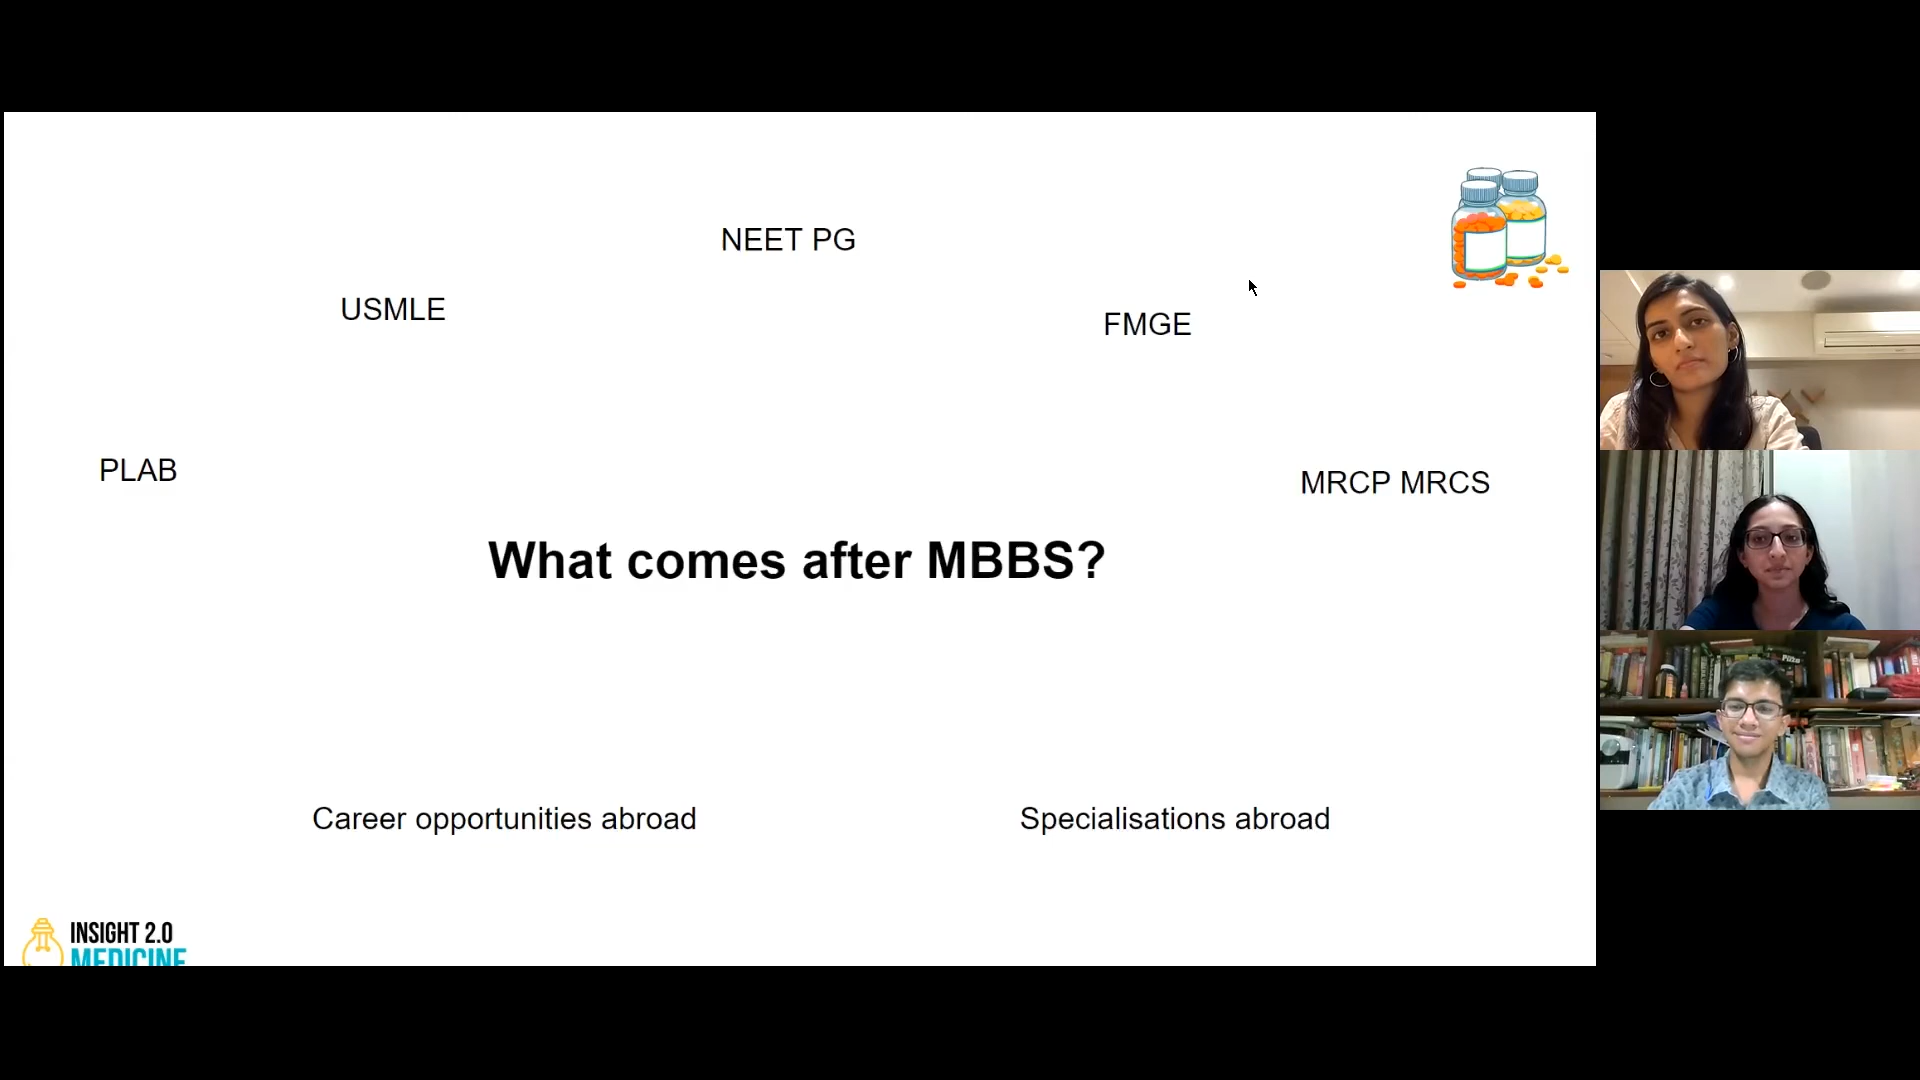 NEET PG
USMLE
FMGE
PLAB
MRCP MRCS
What comes after MBBS?
Career opportunities abroad
Specialisations abroad
INSIGHT 2.0
MEDICINE